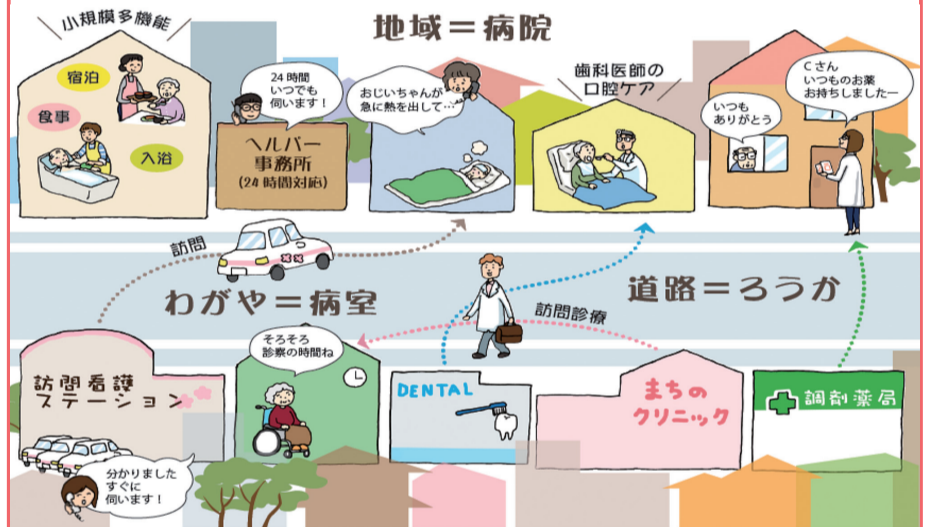 地域＝病院
小規模多機能
宿泊
食事
入浴
24時間
いつでも
伺います！
ヘルパー
事務所
(24時間対応)
おじいちゃんが
急に熱を出して…
歯科医師の
口腔ケア
Cさん
いつものお薬
お持ちしましたー
いつも
ありがとう
訪問
××
わがや＝病室
道路＝ろうか
訪問診療
訪問看護
ステーション
分かりました
すぐに
伺います！
そろそろ
診察の時間ね
DENTAL
まちの
クリニック
調剤薬局